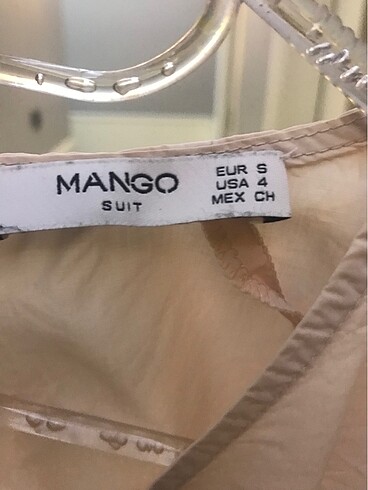 MANGO
SUIT
EUR S
USA 4
MEX CH